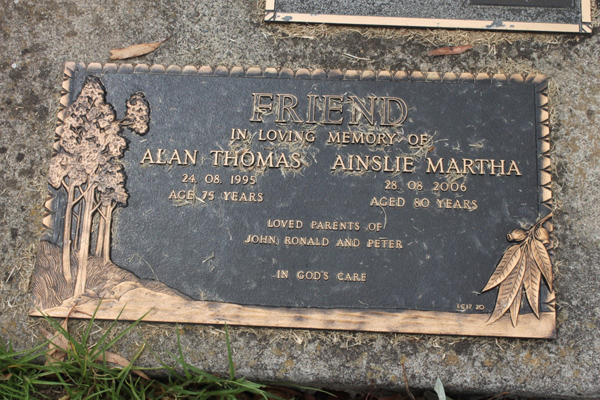 FRIEND
IN LOVING MEMORY OF
ALAN THOMAS AINSLIE MARTHA
24.08.1995 28.08.2006
AGE 75 YEARS AGED 80 YEARS
LOVED PARENTS OF
JOHN, RONALD AND PETER
IN GOD'S CARE